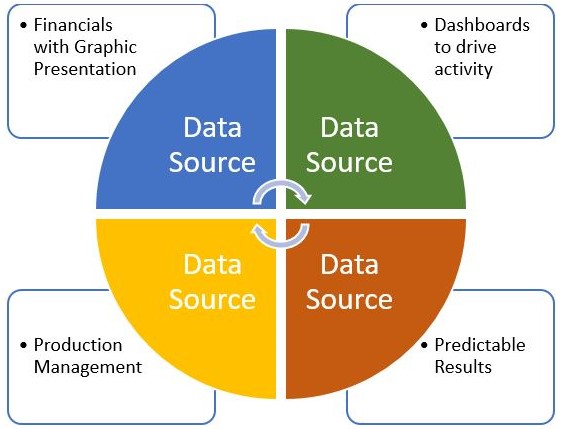 • Financials
with Graphic
Presentation
• Dashboards
to drive
activity
Data
Source
Data
Source
Data
Source
Data
Source
• Production
Management
• Predictable
Results